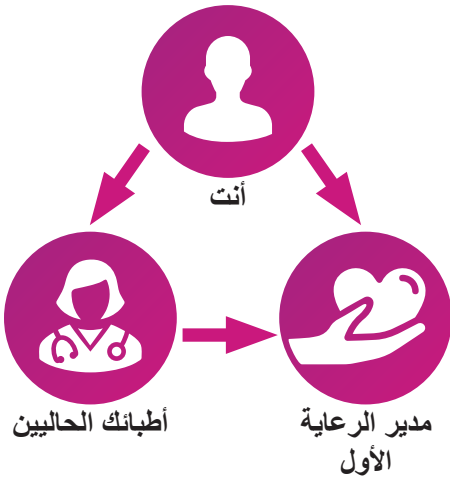 أنت
أطبائك الحاليين
مدير الرعاية
الأول